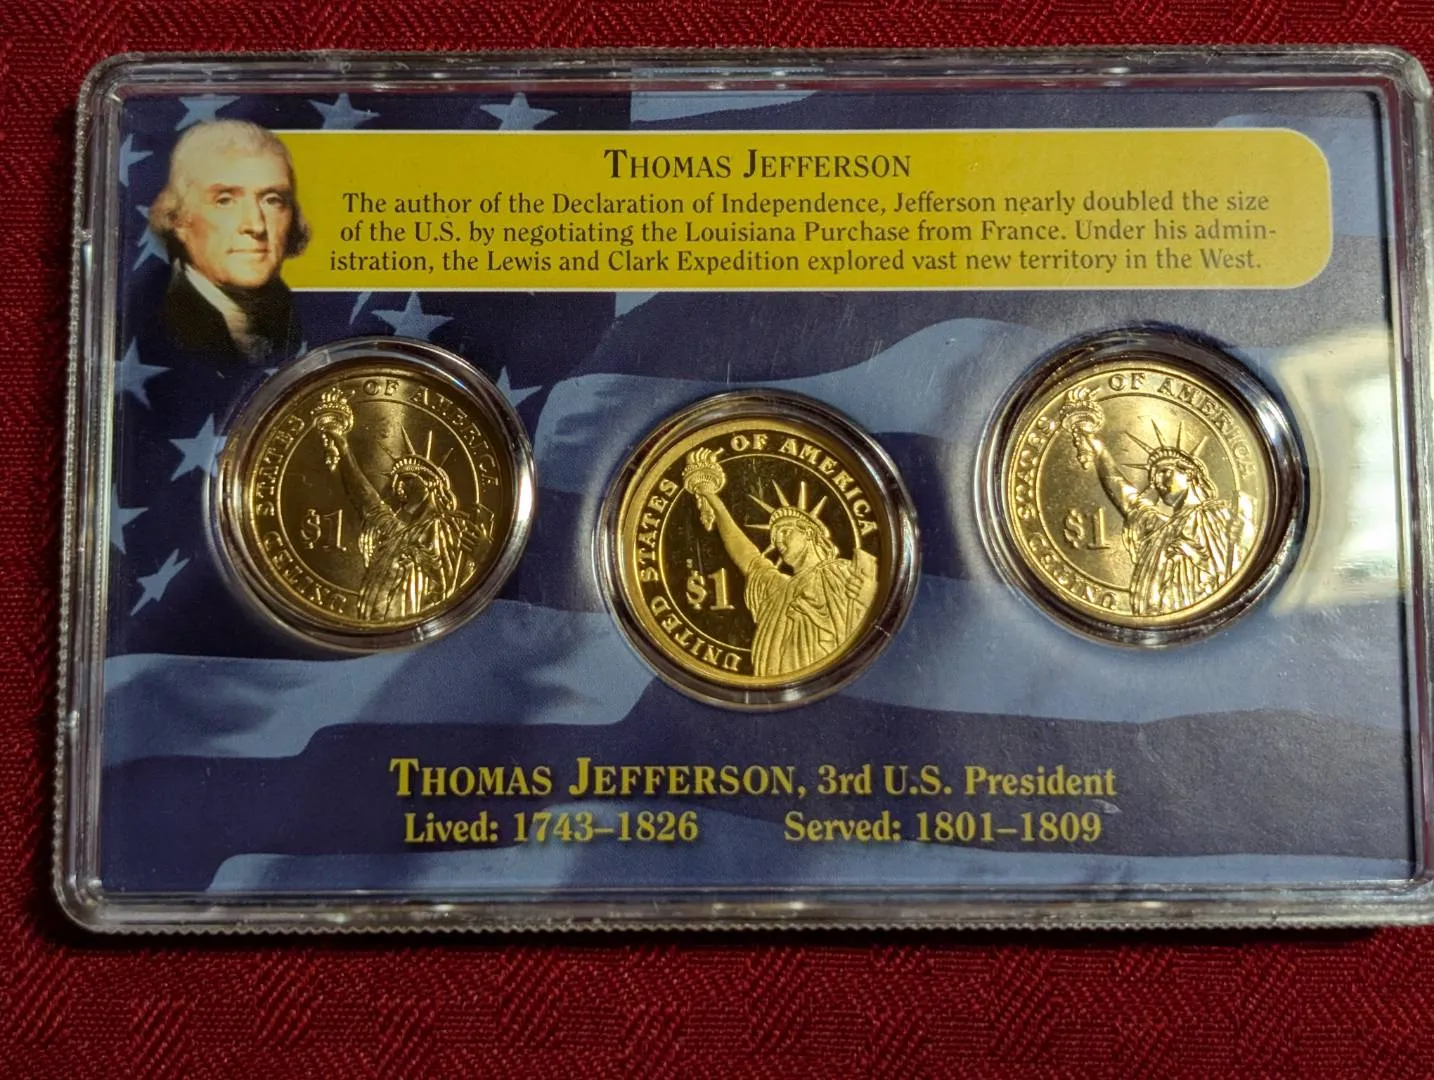 THOMAS JEFFERSON
The author of the Declaration of Independence, Jefferson nearly doubled the size
of the U.S. by negotiating the Louisiana Purchase from France. Under his admin-
istration, the Lewis and Clark Expedition explored vast new territory in the West.
UNITED STATES OF AMERICA
$1
UNITED STATES OF AMERICA
$1
UNITED STATES OF AMERICA
$1
THOMAS JEFFERSON, 3rd U.S. President
Lived: 1743–1826 Served: 1801–1809